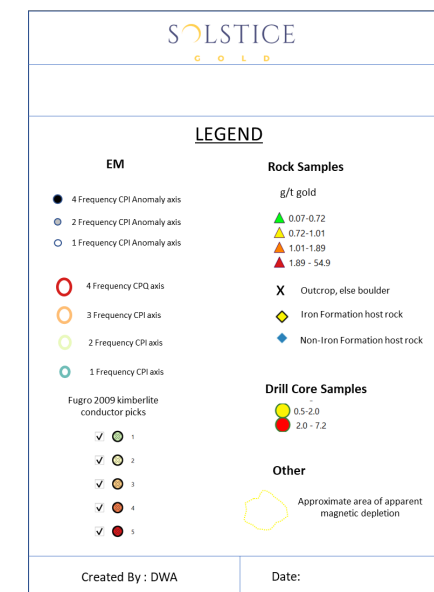 SOLSTICE
GOLD
LEGEND
EM
4 Frequency CPI Anomaly axis
2 Frequency CPI Anomaly axis
1 Frequency CPI Anomaly axis
4 Frequency CPQ axis
3 Frequency CPI axis
2 Frequency CPI axis
1 Frequency CPI axis
Fugro 2009 kimberlite
conductor picks
1
2
3
4
5
Rock Samples
g/t gold
0.07-0.72
0.72-1.01
1.01-1.89
1.89 - 54.9
X Outcrop, else boulder
Iron Formation host rock
Non-Iron Formation host rock
Drill Core Samples
0.5-2.0
2.0 - 7.2
Other
Approximate area of apparent
magnetic depletion
Created By : DWA
Date: